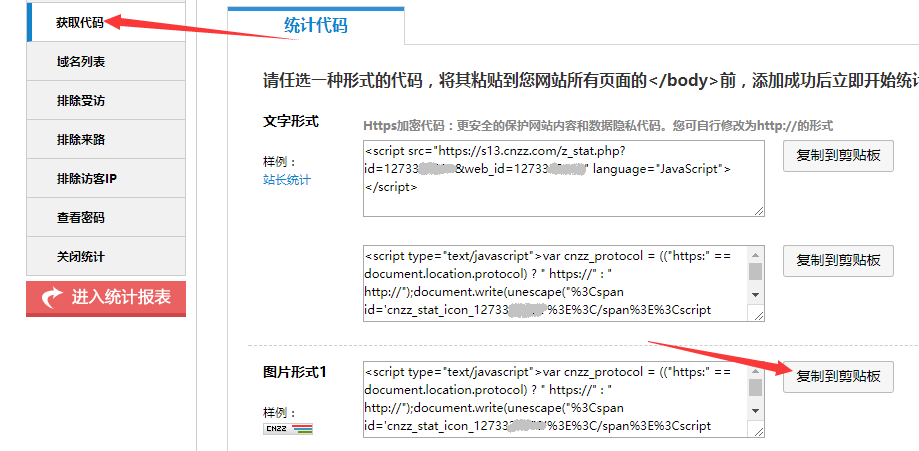 获取代码
域名列表
排除受访
排除来路
排除访客IP
查看密码
关闭统计
进入统计报表
统计代码
请任选一种形式的代码，将其粘贴到您网站所有页面的</body>前，添加成功后立即开始统计
文字形式
Https加密代码：更安全的保护网站内容和数据隐私代码。您可自行修改为http://的形式
样例：
站长统计
<script src="https://s13.cnzz.com/z_stat.php?
id=12733 &web_id=12733 " language="JavaScript">
</script>
复制到剪贴板
<script type="text/javascript">var cnzz_protocol = (("https:" ==
document.location.protocol) ? " https://" : "
http://");document.write(unescape("%3Cspan
id='cnzz_stat_icon_12733 '%3E%3C/span%3E%3Cscript
复制到剪贴板
图片形式1
样例：
CNZZ
<script type="text/javascript">var cnzz_protocol = (("https:" ==
document.location.protocol) ? " https://" : "
http://");document.write(unescape("%3Cspan
id='cnzz_stat_icon_12733 '%3E%3C/span%3E%3Cscript
复制到剪贴板